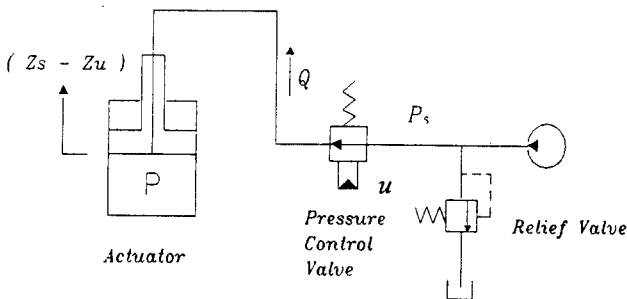 ( Zs - Zu )
Q
Ps
P
u
Actuator
Pressure
Control
Valve
Relief Valve